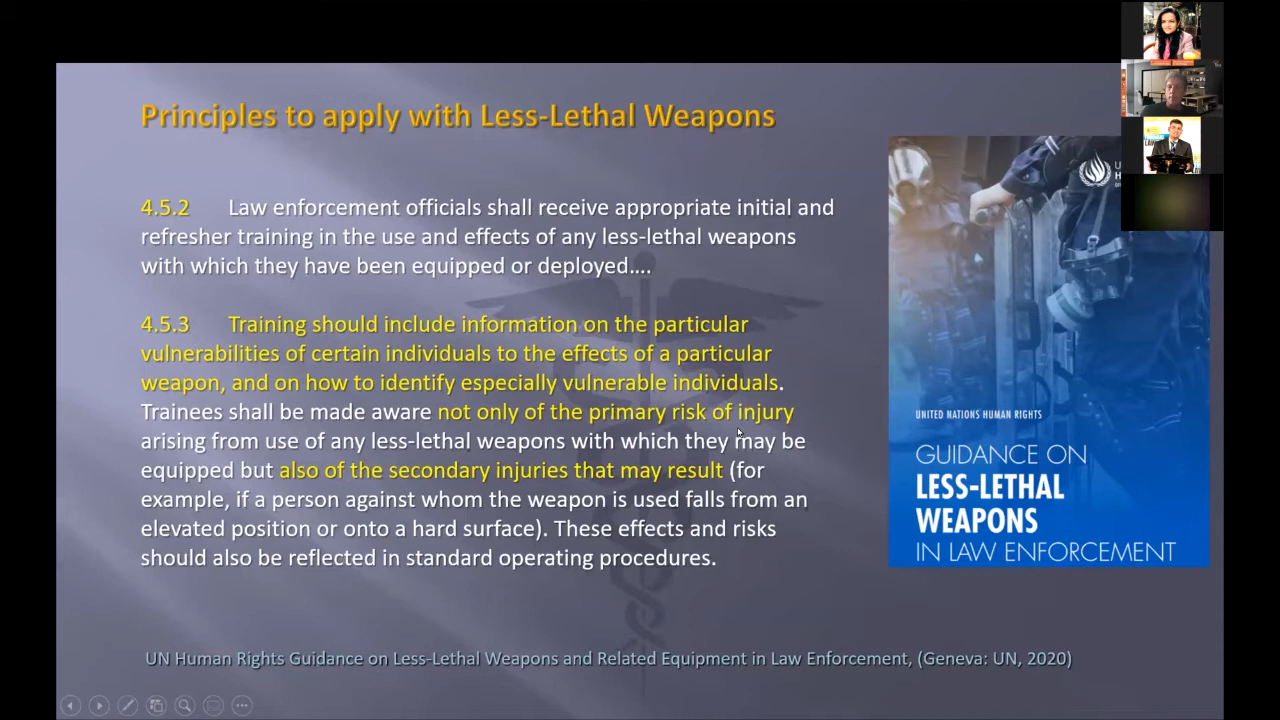 Principles to apply with Less-Lethal Weapons
4.5.2 Law enforcement officials shall receive appropriate initial and
refresher training in the use and effects of any less-lethal weapons
with which they have been equipped or deployed....
4.5.3 Training should include information on the particular
vulnerabilities of certain individuals to the effects of a particular
weapon, and on how to identify especially vulnerable individuals.
Trainees shall be made aware not only of the primary risk of injury
arising from use of any less-lethal weapons with which they may be
equipped but also of the secondary injuries that may result (for
example, if a person against whom the weapon is used falls from an
elevated position or onto a hard surface). These effects and risks
should also be reflected in standard operating procedures.
UN Human Rights Guidance on Less-Lethal Weapons and Related Equipment in Law Enforcement, (Geneva: UN, 2020)
UNITED NATIONS HUMAN RIGHTS
GUIDANCE ON
LESS-LETHAL
WEAPONS
IN LAW ENFORCEMENT